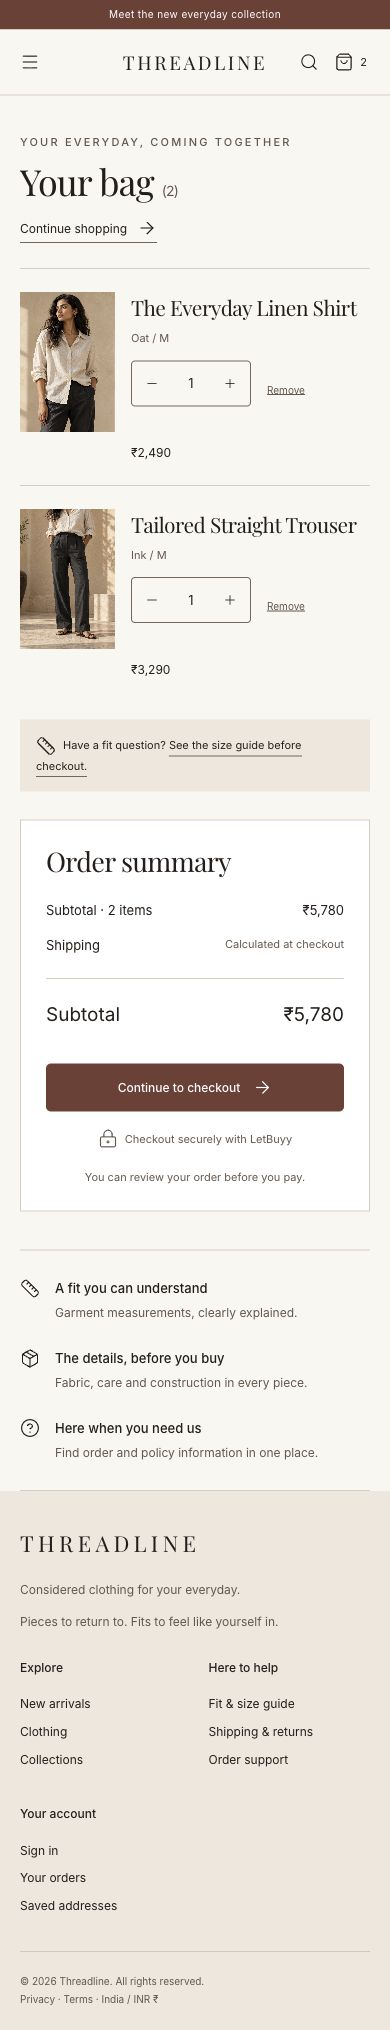 Meet the new everyday collection
THREADLINE
2
YOUR EVERYDAY, COMING TOGETHER
Your bag (2)
Continue shopping
The Everyday Linen Shirt
Oat / M
1
Remove
₹2,490
Tailored Straight Trouser
Ink / M
1
Remove
₹3,290
Have a fit question? See the size guide before
checkout.
Order summary
Subtotal · 2 items ₹5,780
Shipping Calculated at checkout
Subtotal ₹5,780
Continue to checkout
Checkout securely with LetBuyy
You can review your order before you pay.
A fit you can understand
Garment measurements, clearly explained.
The details, before you buy
Fabric, care and construction in every piece.
Here when you need us
Find order and policy information in one place.
THREADLINE
Considered clothing for your everyday.
Pieces to return to. Fits to feel like yourself in.
Explore
New arrivals
Clothing
Collections
Here to help
Fit & size guide
Shipping & returns
Order support
Your account
Sign in
Your orders
Saved addresses
© 2026 Threadline. All rights reserved.
Privacy · Terms · India / INR ₹